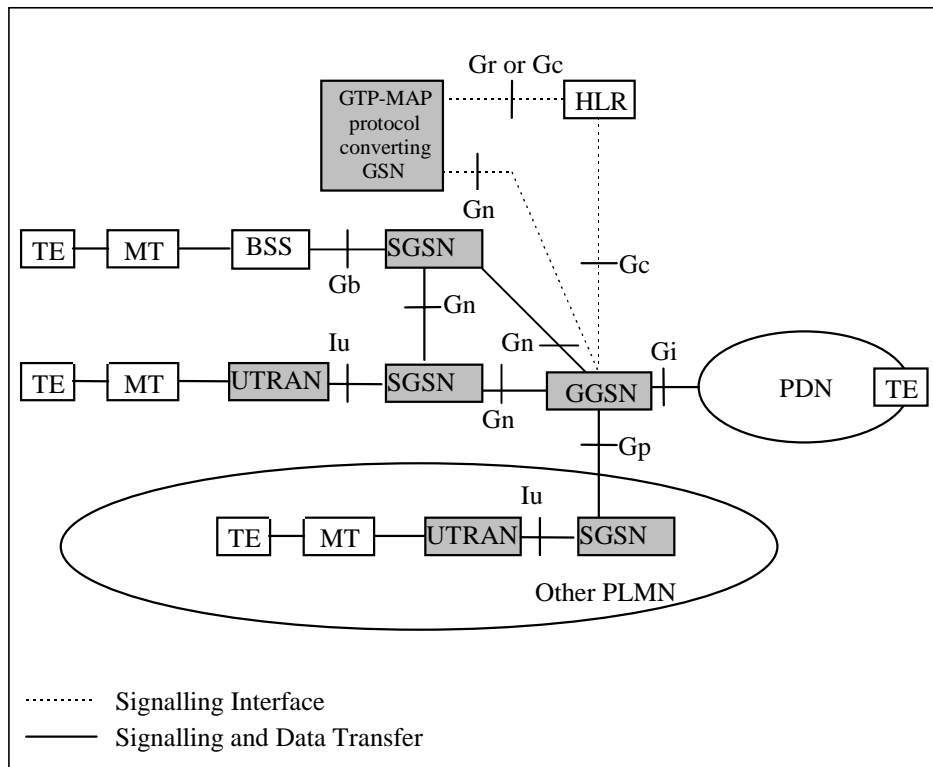 Gr or Gc
GTP-MAP
protocol
converting
GSN
HLR
Gn
TE
MT
BSS
SGSN
Gb
Gn
Gc
Iu
Gn
Gi
TE
MT
UTRAN
SGSN
Gn
GGSN
PDN
TE
Gp
Iu
TE
MT
UTRAN
SGSN
Other PLMN
Signalling Interface
Signalling and Data Transfer